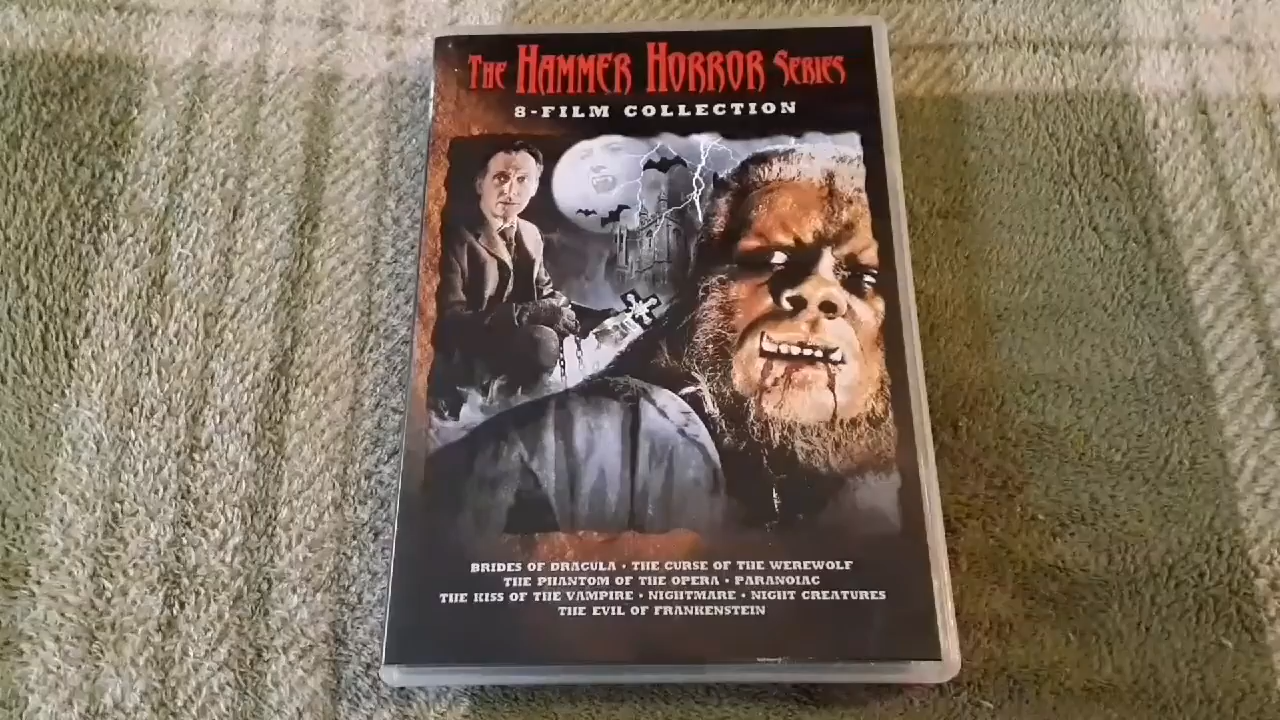 The Hammer Horror Series
8-FILM COLLECTION
BRIDES OF DRACULA • THE CURSE OF THE WEREWOLF
THE PHANTOM OF THE OPERA • PARANOIAC
THE KISS OF THE VAMPIRE • NIGHTMARE • NIGHT CREATURES
THE EVIL OF FRANKENSTEIN